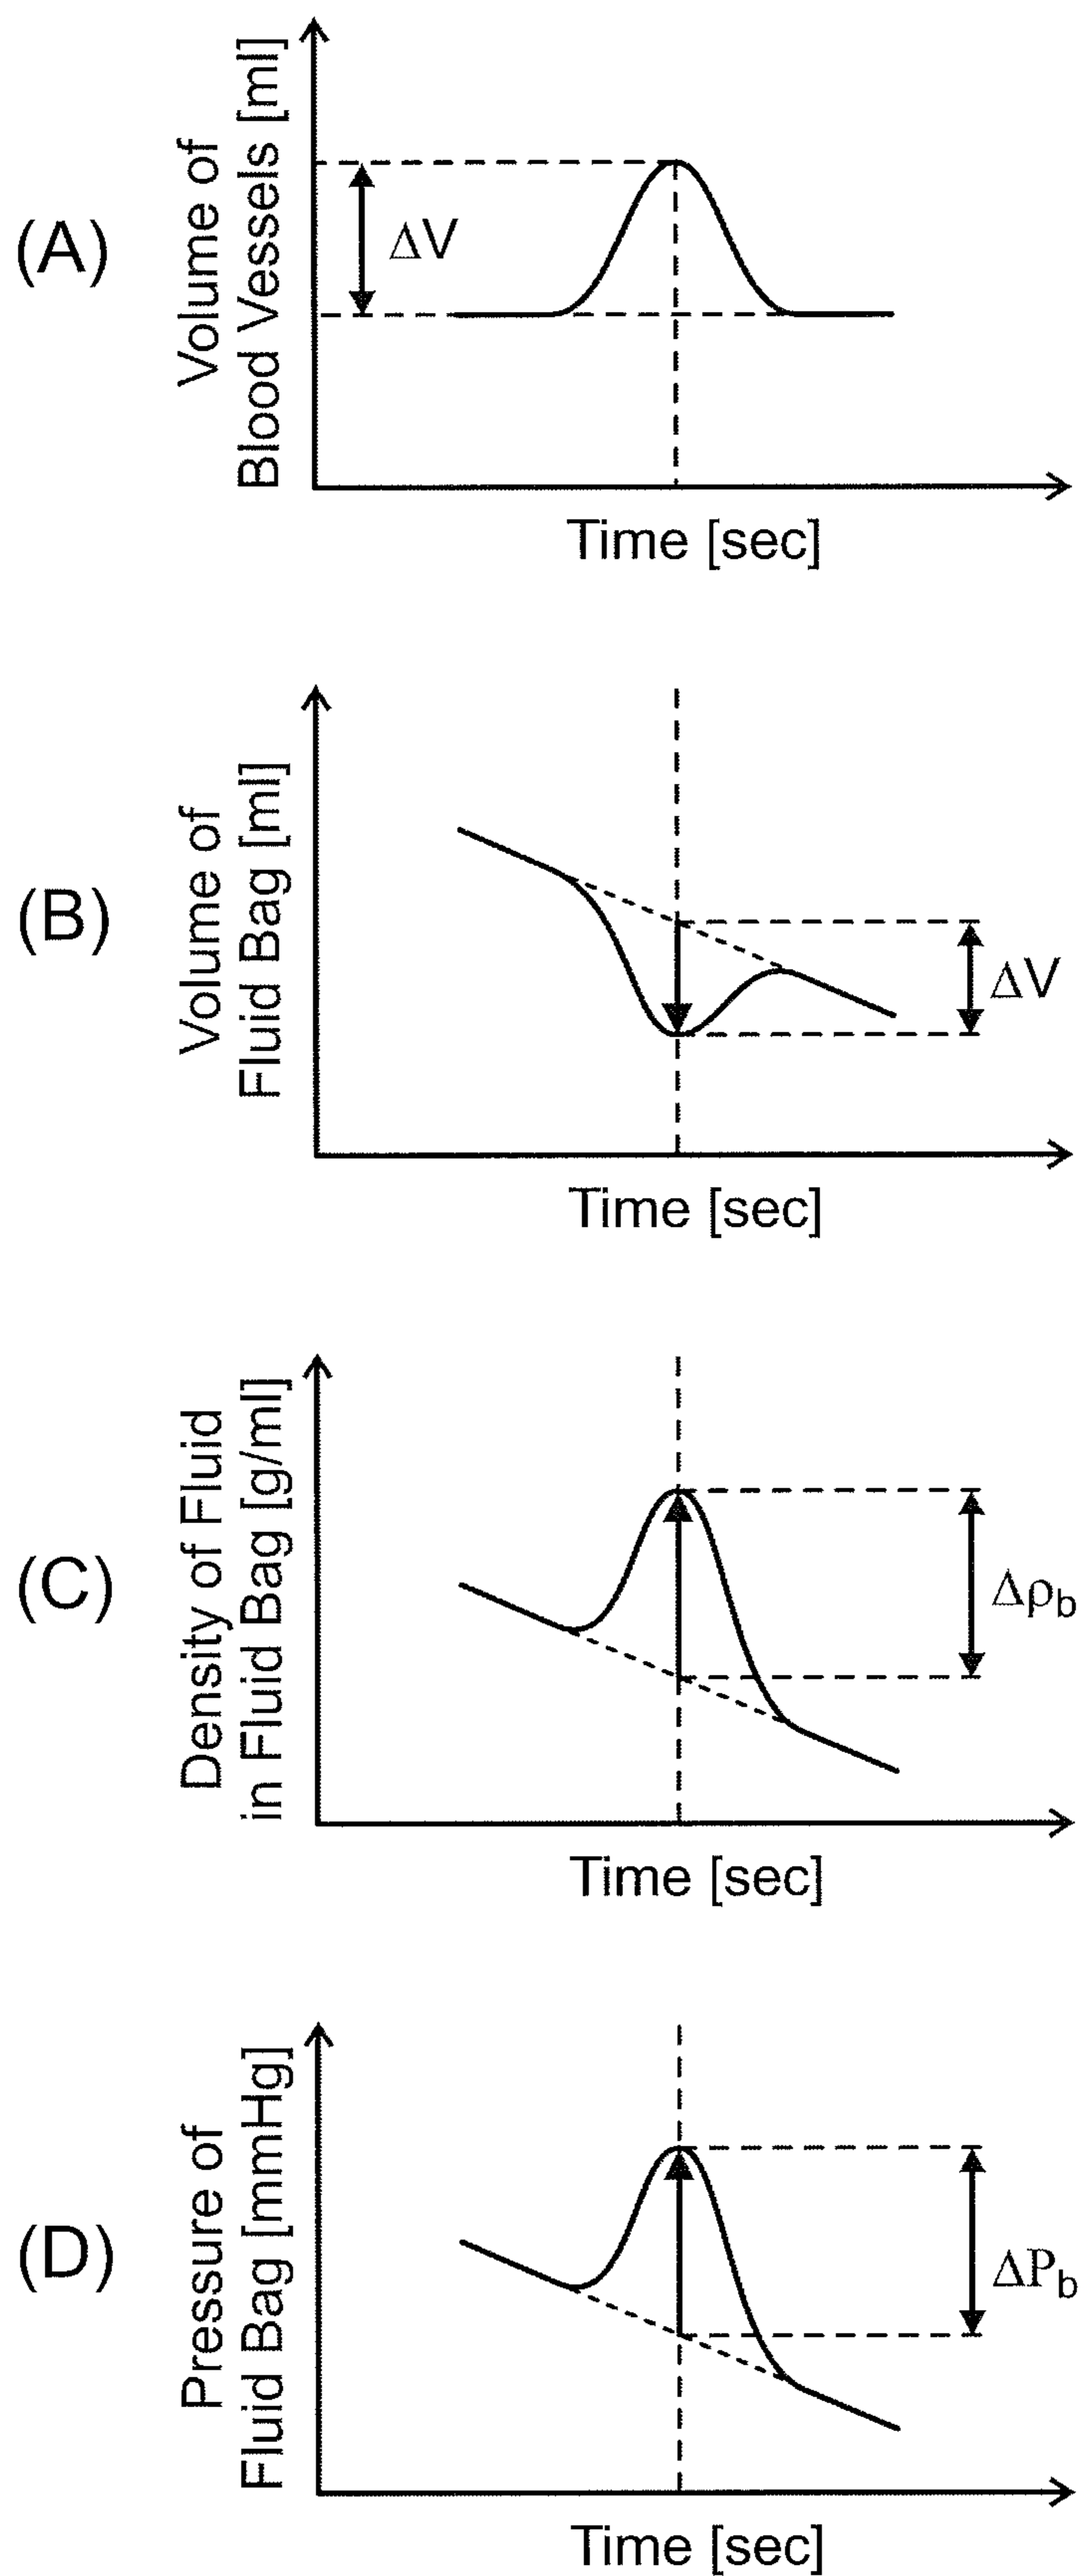 (A)
Volume of
Blood Vessels [ml]
ΔV
Time [sec]
(B)
Volume of
Fluid Bag [ml]
ΔV
Time [sec]
(C)
Density of Fluid
in Fluid Bag [g/ml]
Δρb
Time [sec]
(D)
Pressure of
Fluid Bag [mmHg]
ΔPb
Time [sec]